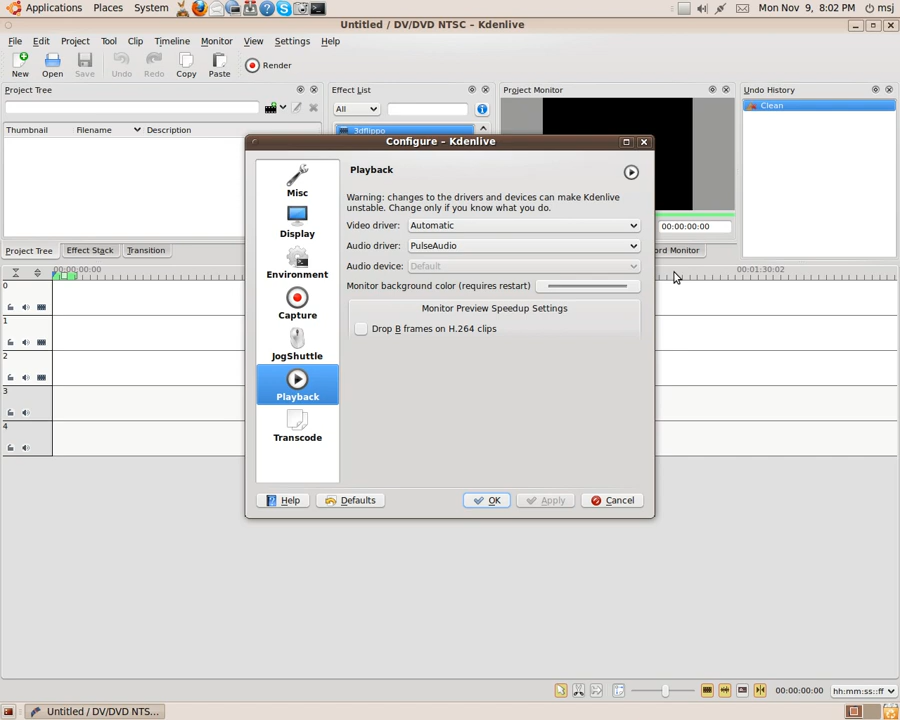 Applications Places System Mon Nov 9, 8:02 PM msj
Untitled / DV/DVD NTSC – Kdenlive
File Edit Project Tool Clip Timeline Monitor View Settings Help
New Open Save Undo Redo Copy Paste Render
Project Tree Effect List Project Monitor Undo History
All Clean
Thumbnail Filename Description 3dflippo
Configure – Kdenlive
Misc
Display
Environment
Capture
JogShuttle
Playback
Transcode
Playback
Warning: changes to the drivers and devices can make Kdenlive
unstable. Change only if you know what you do.
Video driver: Automatic
Audio driver: PulseAudio
Audio device: Default
Monitor background color (requires restart)
Monitor Preview Speedup Settings
Drop B frames on H.264 clips
Help Defaults OK Apply Cancel
00:00:00:00
Project Tree Effect Stack Transition ord Monitor
00:00:00:00 00:01:30:02
0
1
2
3
4
00:00:00:00 hh:mm:ss::ff
Untitled / DV/DVD NTS...